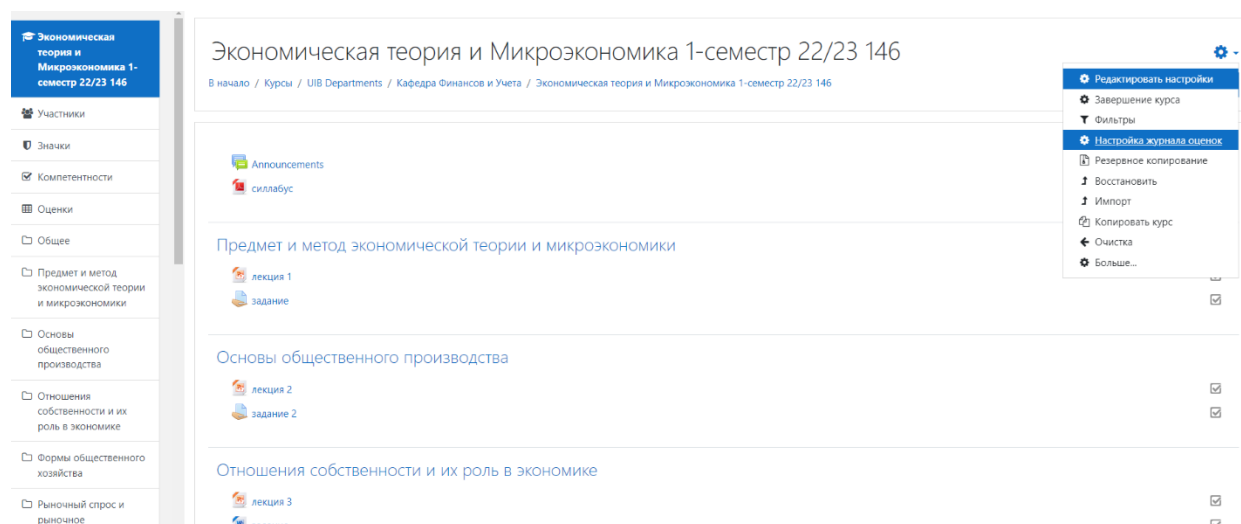 Экономическая
теория и
Микроэкономика 1-
семестр 22/23 146
Участники
Значки
Компетентности
Оценки
Общее
Предмет и метод
экономической теории
и микроэкономики
Основы
общественного
производства
Отношения
собственности и их
роль в экономике
Формы общественного
хозяйства
Рыночный спрос и
рыночное
Экономическая теория и Микроэкономика 1-семестр 22/23 146
В начало / Курсы / UIB Departments / Кафедра Финансов и Учета / Экономическая теория и Микроэкономика 1-семестр 22/23 146
Редактировать настройки
Завершение курса
Фильтры
Настройка журнала оценок
Резервное копирование
Восстановить
Импорт
Копировать курс
Очистка
Больше...
Announcements
силлабус
Предмет и метод экономической теории и микроэкономики
лекция 1
задание
Основы общественного производства
лекция 2
задание 2
Отношения собственности и их роль в экономике
лекция 3